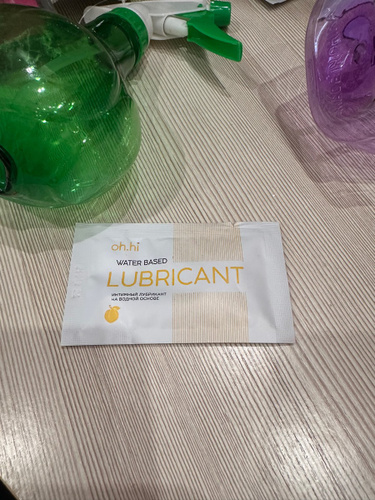 oh.hi
WATER BASED
LUBRICANT
ИНТИМНЫЙ ЛУБРИКАНТ
НА ВОДНОЙ ОСНОВЕ